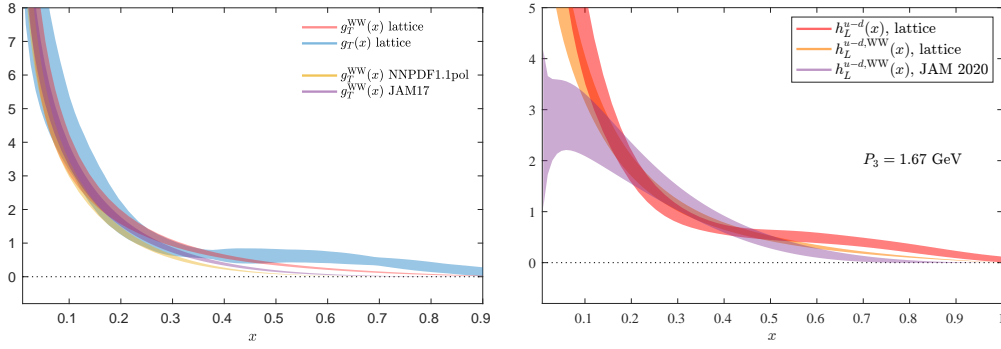 8
7
6
5
4
3
2
1
0
g_T^WW(x) lattice
g_T(x) lattice
g_T^WW(x) NNPDF1.1pol
g_T^WW(x) JAM17
0.1 0.2 0.3 0.4 0.5 0.6 0.7 0.8 0.9
x
5
4
3
2
1
0
h_L^{u-d}(x), lattice
h_L^{u-d,WW}(x), lattice
h_L^{u-d,WW}(x), JAM 2020
P_3 = 1.67 GeV
0.1 0.2 0.3 0.4 0.5 0.6 0.7 0.8 0.9 1
x